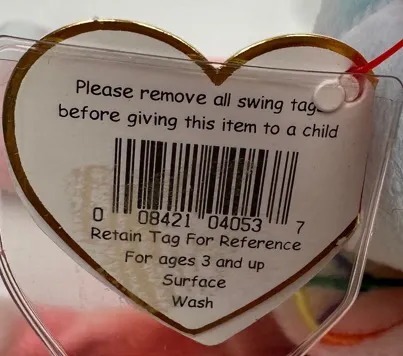 Please remove all swing tags
before giving this item to a child
0 08421 04053 7
Retain Tag For Reference
For ages 3 and up
Surface
Wash